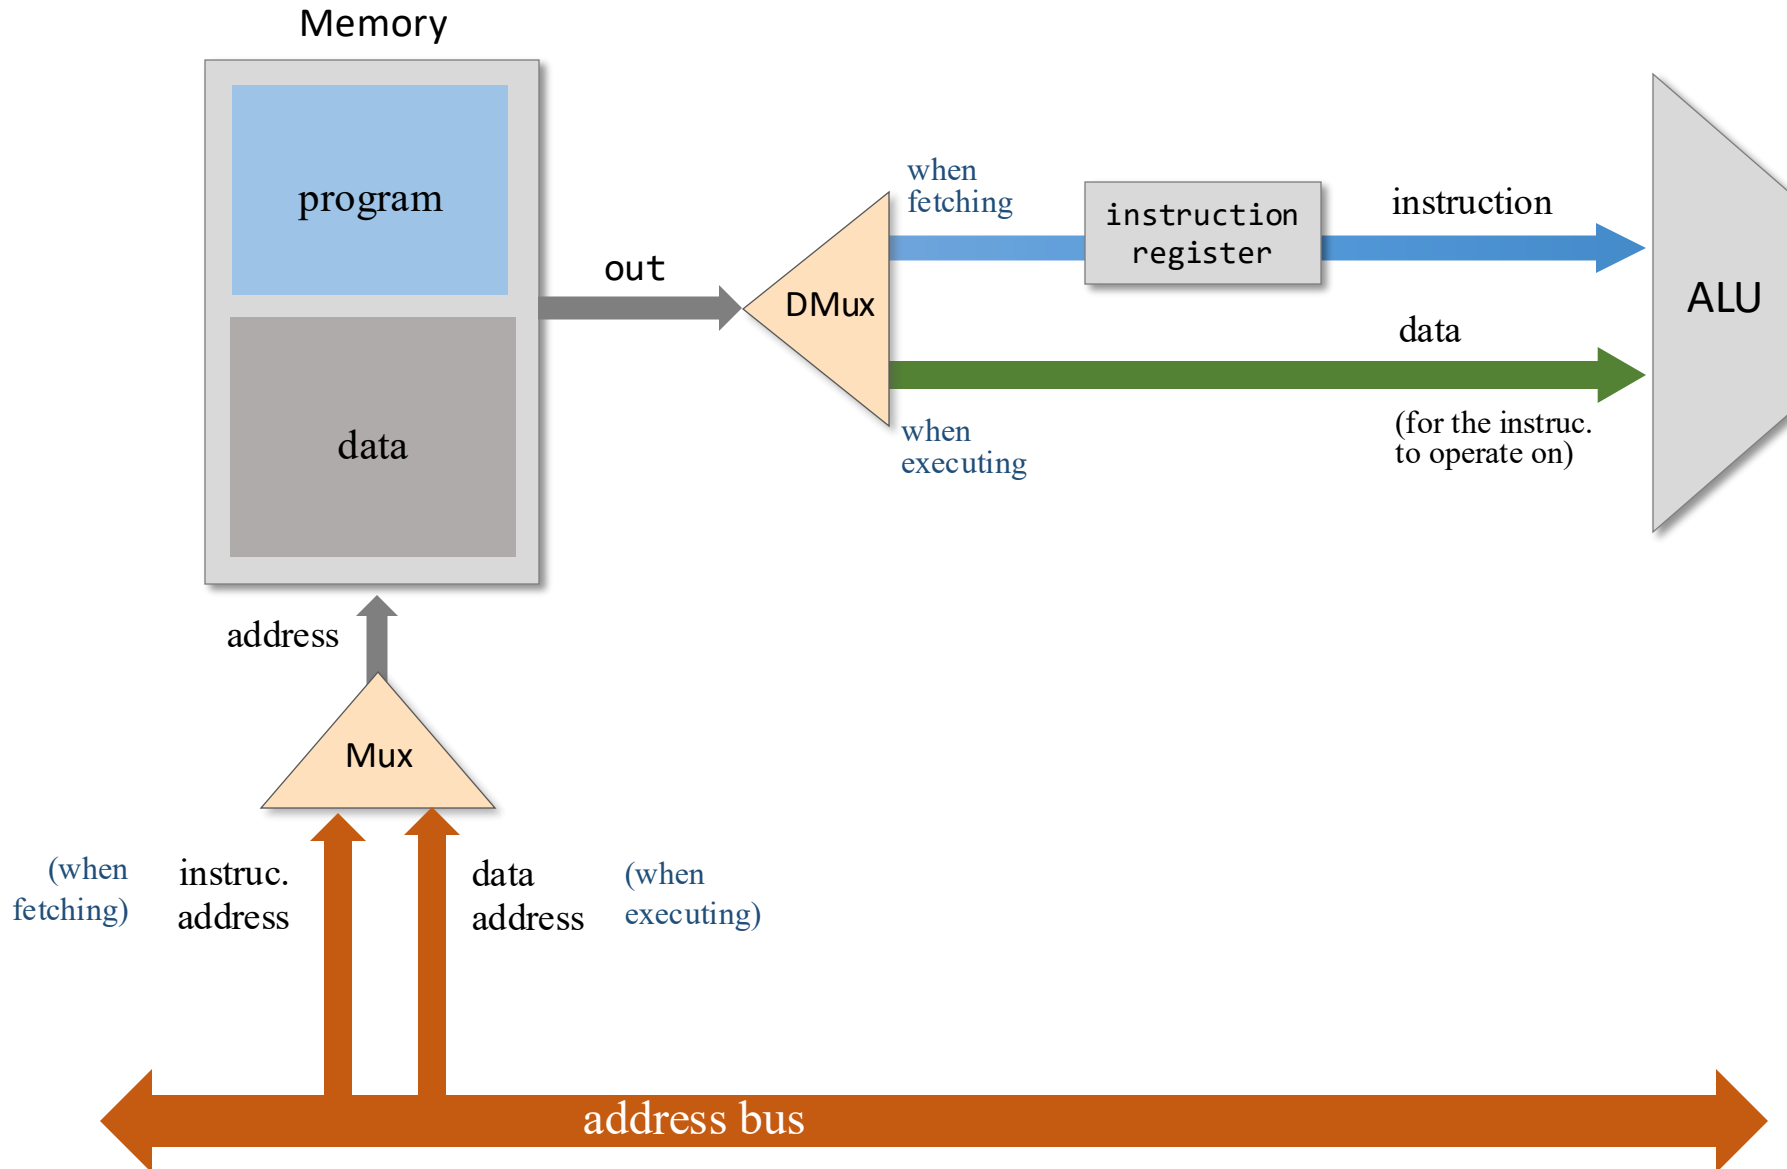 Memory
program
data
out
DMux
when
fetching
instruction
register
instruction
data
(for the instruc.
to operate on)
when
executing
ALU
address
Mux
(when
fetching)
instruc.
address
data
address
(when
executing)
address bus